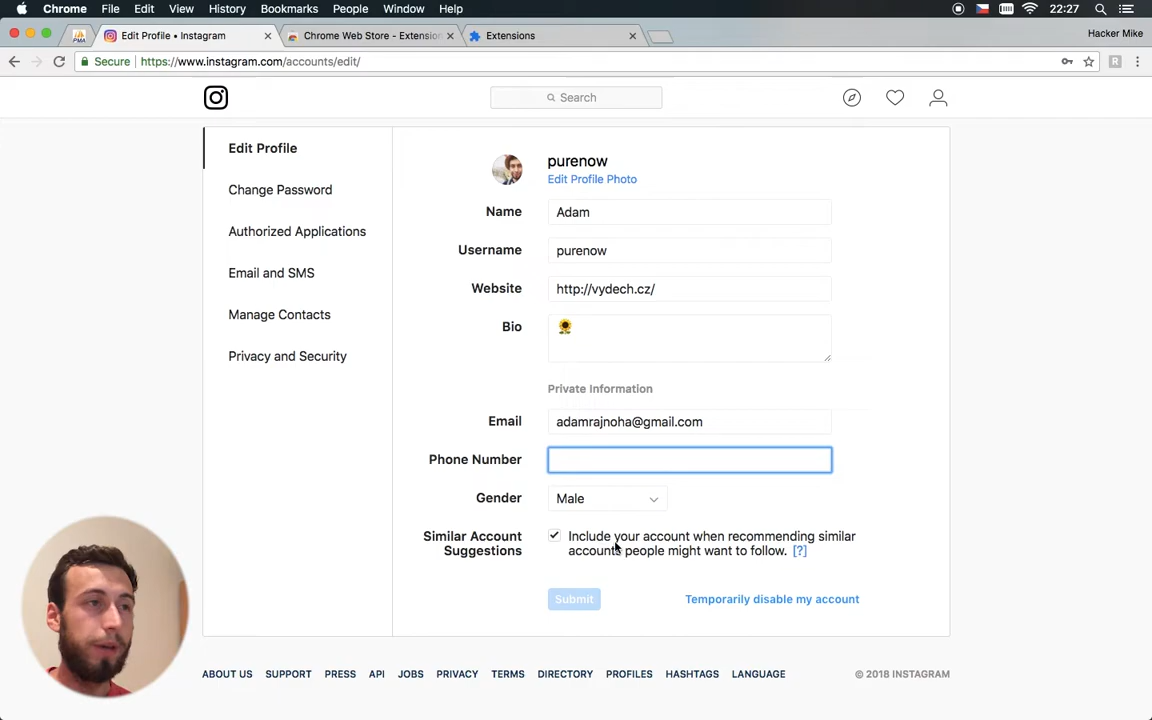 Chrome File Edit View History Bookmarks People Window Help 22:27
PMA Edit Profile • Instagram Chrome Web Store - Extension Extensions Hacker Mike
Secure https://www.instagram.com/accounts/edit/ R
Search
Edit Profile
Change Password
Authorized Applications
Email and SMS
Manage Contacts
Privacy and Security
purenow
Edit Profile Photo
Name Adam
Username purenow
Website http://vydech.cz/
Bio 🌻
Private Information
Email adamrajnoha@gmail.com
Phone Number
Gender Male
Similar Account Suggestions
Include your account when recommending similar
accounts people might want to follow. [?]
Submit Temporarily disable my account
ABOUT US SUPPORT PRESS API JOBS PRIVACY TERMS DIRECTORY PROFILES HASHTAGS LANGUAGE © 2018 INSTAGRAM